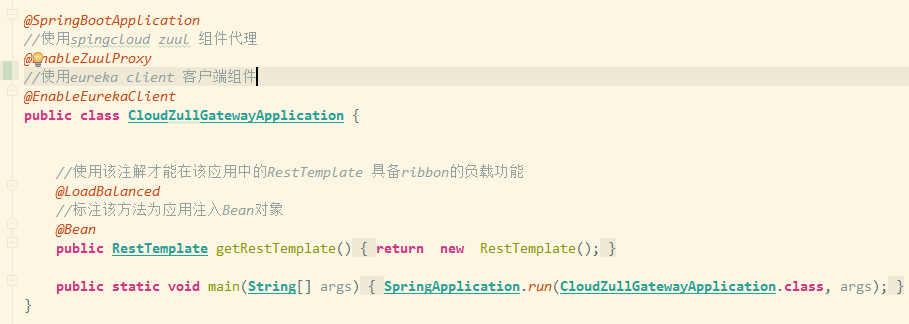 @SpringBootApplication
//使用spingcloud zuul 组件代理
@EnableZuulProxy
//使用eureka client 客户端组件
@EnableEurekaClient
public class CloudZullGatewayApplication {
//使用该注解才能在该应用中的RestTemplate 具备ribbon的负载功能
@LoadBalanced
//标注该方法为应用注入Bean对象
@Bean
public RestTemplate getRestTemplate() { return new RestTemplate(); }
public static void main(String[] args) { SpringApplication.run(CloudZullGatewayApplication.class, args); }
}